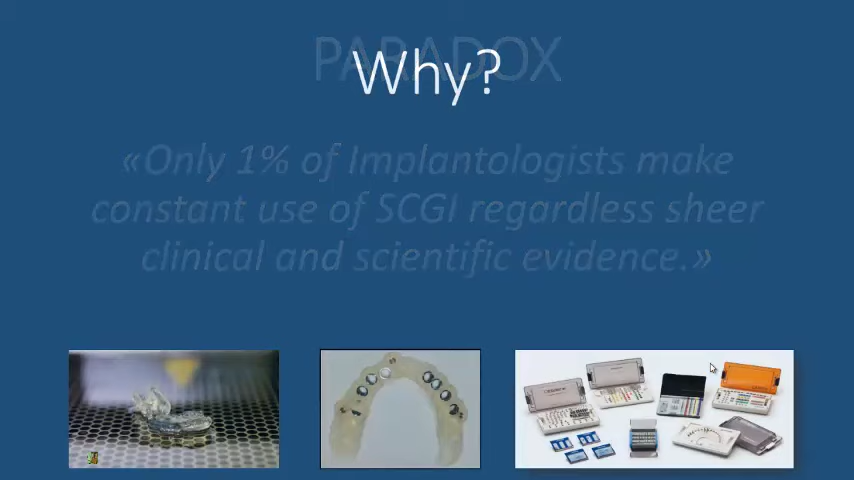 PARADOX
Why?
«Only 1% of Implantologists make
constant use of SCGI regardless sheer
clinical and scientific evidence.»